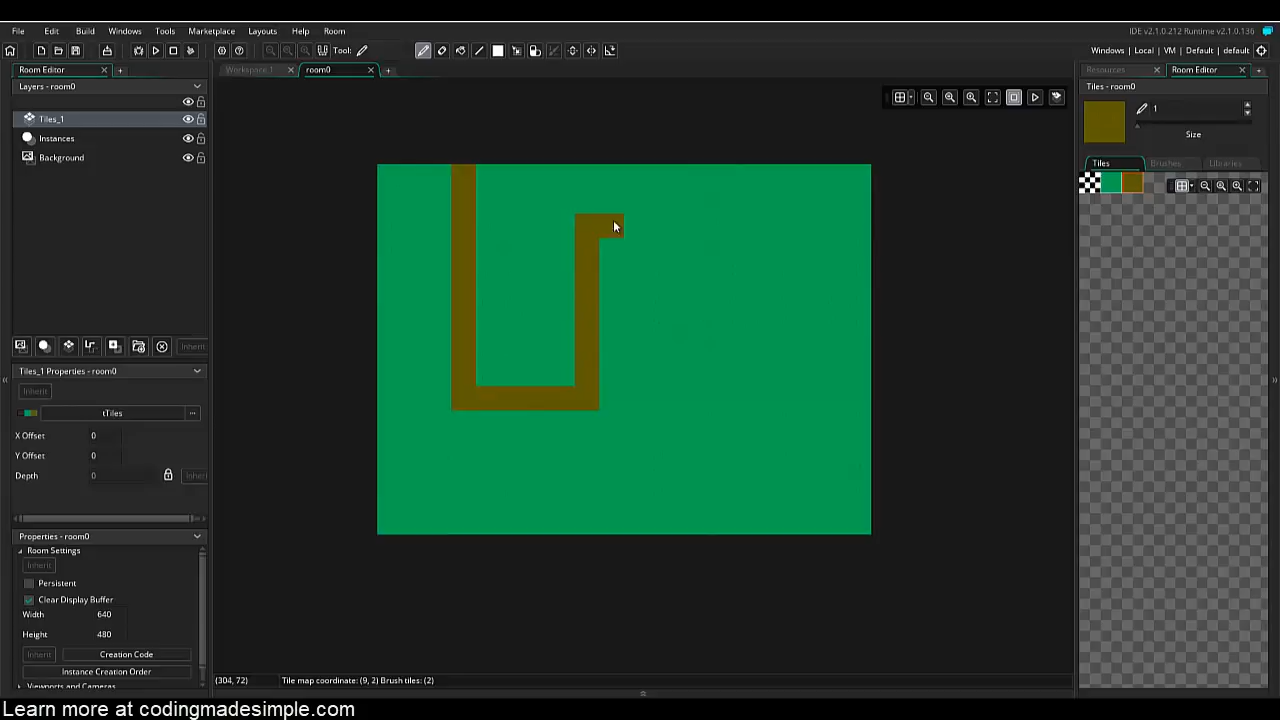 File Edit Build Windows Tools Marketplace Layouts Help Room
IDE v2.1.0.212 Runtime v2.1.0.136
Tool:
Windows | Local | VM | Default | default
Room Editor
Workspace 1
room0
Resources
Room Editor
Layers - room0
Tiles_1
Instances
Background
Tiles - room0
1
Size
Tiles
Brushes
Libraries
Inherit
Tiles_1 Properties - room0
Inherit
tTiles
X Offset 0
Y Offset 0
Depth 0
Properties - room0
Room Settings
Inherit
Persistent
Clear Display Buffer
Width 640
Height 480
Inherit
Creation Code
Instance Creation Order
Viewports and Cameras
(304, 72)
Tile map coordinate: (9, 2) Brush tiles: (2)
Learn more at codingmadesimple.com